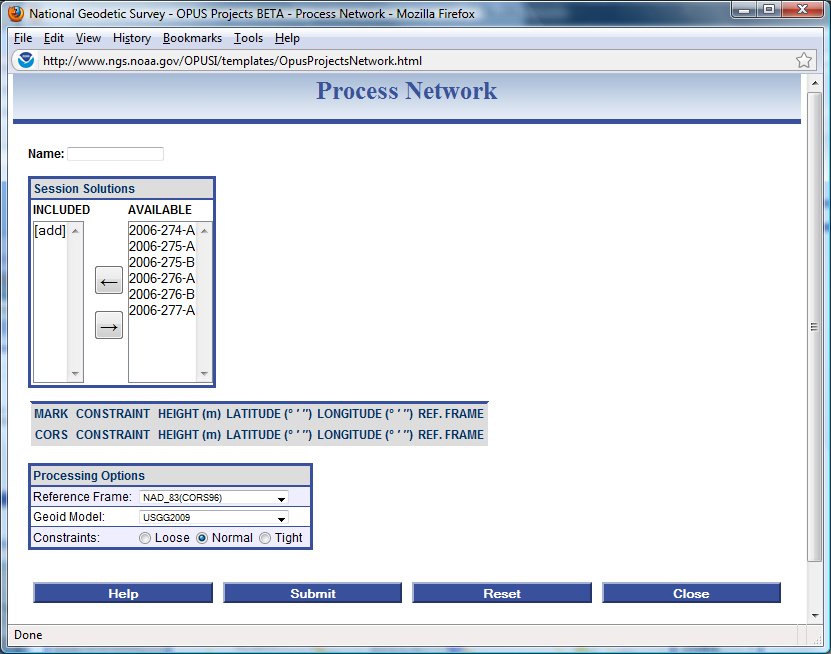 National Geodetic Survey - OPUS Projects BETA - Process Network - Mozilla Firefox
File Edit View History Bookmarks Tools Help
http://www.ngs.noaa.gov/OPUSI/templates/OpusProjectsNetwork.html
Process Network
Name:
Session Solutions
INCLUDED AVAILABLE
[add] 2006-274-A
2006-275-A
2006-275-B
2006-276-A
2006-276-B
2006-277-A
← 
→
MARK CONSTRAINT HEIGHT (m) LATITUDE (° ′ ″) LONGITUDE (° ′ ″) REF. FRAME
CORS CONSTRAINT HEIGHT (m) LATITUDE (° ′ ″) LONGITUDE (° ′ ″) REF. FRAME
Processing Options
Reference Frame: NAD_83(CORS96)
Geoid Model: USGG2009
Constraints: Loose Normal Tight
Help Submit Reset Close
Done